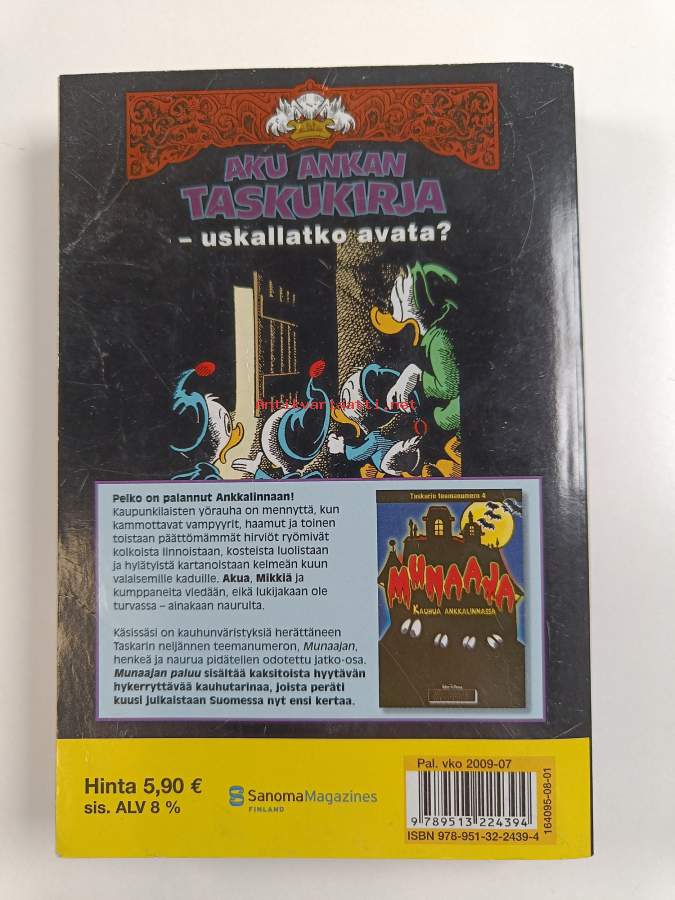 AKU ANKAN
TASKUKIRJA
– uskallatko avata?
Antikvariaatti.net
Pelko on palannut Ankkalinnaan!
Kaupunkilaisten yörauha on mennyttä, kun
kammottavat vampyyrit, haamut ja toinen
toistaan päättömämmät hirviöt ryömivät
kolkoista linnoistaan, kosteista luolistaan
ja hylätyistä kartanoistaan kelmeän kuun
valaisemille kaduille. Akua, Mikkiä ja
kumppaneita viedään, eikä lukijakaan ole
turvassa – ainakaan naurulta.
Käsissäsi on kauhunväristyksiä herättäneen
Taskarin neljännen teemanumeron, Munaajan,
henkeä ja naurua pidätellen odotettu jatko-osa.
Munaajan paluu sisältää kaksitoista hyytävän
hykerryttävää kauhutarinaa, joista peräti
kuusi julkaistaan Suomessa nyt ensi kertaa.
Taskarin teemanumero 4
MUNAAJA
KAUHUA ANKKALINNASSA
Hinta 5,90 €
sis. ALV 8 %
SanomaMagazines
FINLAND
Pal. vko 2009-07
9 789513 224394
ISBN 978-951-32-2439-4
164095-08-01